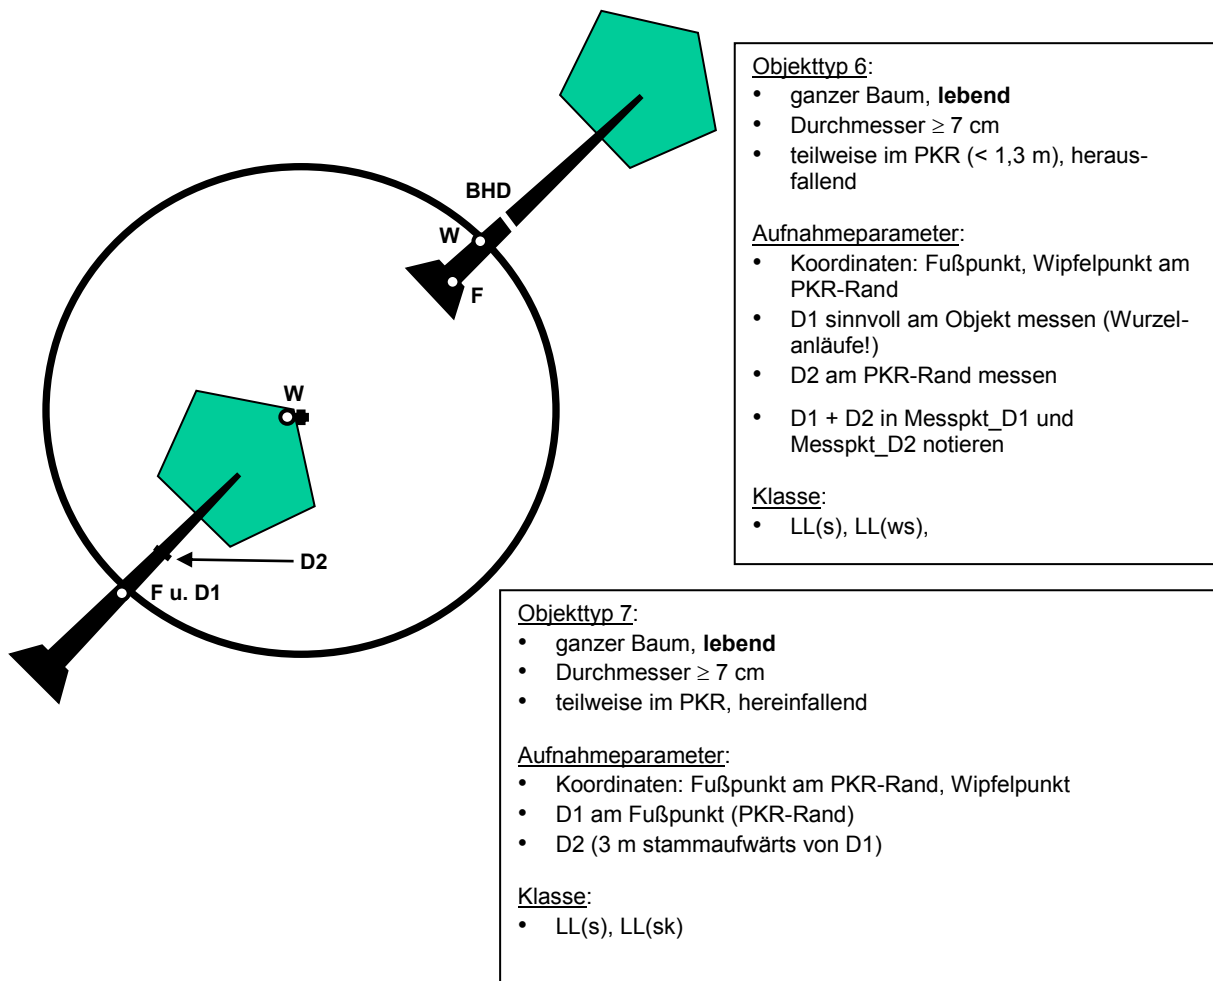 BHD
W
F
W
D2
F u. D1
Objekttyp 6:
• ganzer Baum, lebend
• Durchmesser ≥ 7 cm
• teilweise im PKR (< 1,3 m), heraus-
fallend
Aufnahmeparameter:
• Koordinaten: Fußpunkt, Wipfelpunkt am
PKR-Rand
• D1 sinnvoll am Objekt messen (Wurzel-
anläufe!)
• D2 am PKR-Rand messen
• D1 + D2 in Messpkt_D1 und
Messpkt_D2 notieren
Klasse:
• LL(s), LL(ws),
Objekttyp 7:
• ganzer Baum, lebend
• Durchmesser ≥ 7 cm
• teilweise im PKR, hereinfallend
Aufnahmeparameter:
• Koordinaten: Fußpunkt am PKR-Rand, Wipfelpunkt
• D1 am Fußpunkt (PKR-Rand)
• D2 (3 m stammaufwärts von D1)
Klasse:
• LL(s), LL(sk)